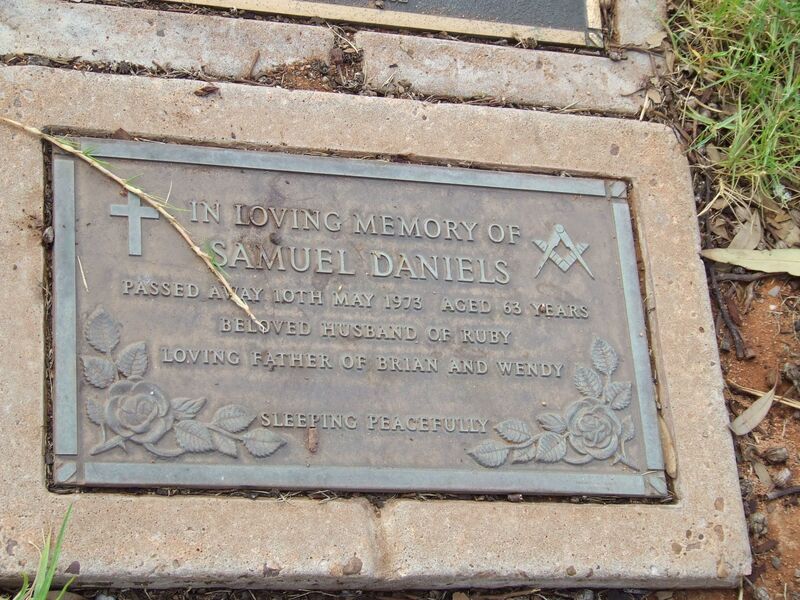 IN LOVING MEMORY OF
SAMUEL DANIELS
PASSED AWAY 10TH MAY 1973 AGED 63 YEARS
BELOVED HUSBAND OF RUBY
LOVING FATHER OF BRIAN AND WENDY
SLEEPING PEACEFULLY